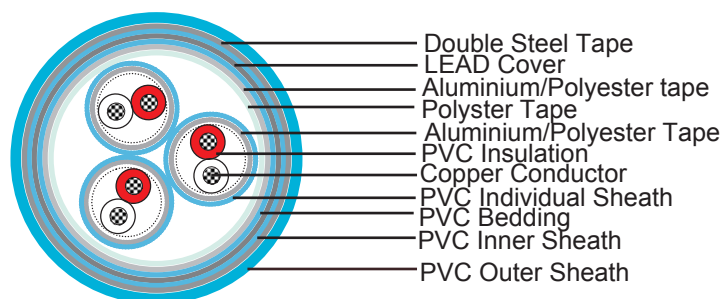 Double Steel Tape
LEAD Cover
Aluminium/Polyester tape
Polyster Tape
Aluminium/Polyester Tape
PVC Insulation
Copper Conductor
PVC Individual Sheath
PVC Bedding
PVC Inner Sheath
PVC Outer Sheath